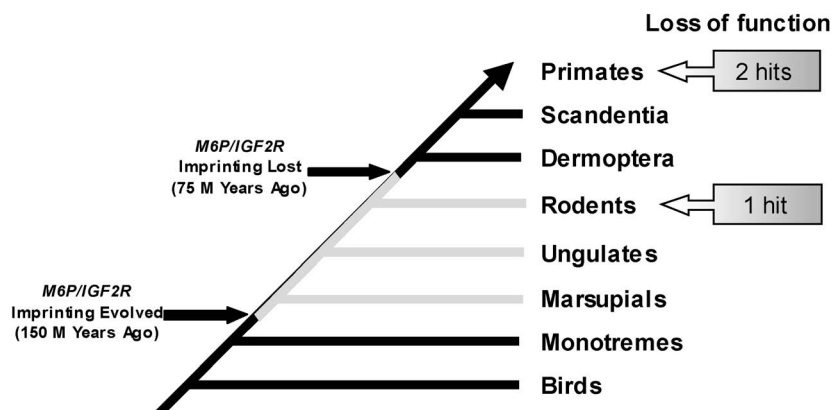 Loss of function
Primates
2 hits
Scandentia
M6P/IGF2R
Imprinting Lost
(75 M Years Ago)
Dermoptera
Rodents
1 hit
Ungulates
M6P/IGF2R
Imprinting Evolved
(150 M Years Ago)
Marsupials
Monotremes
Birds